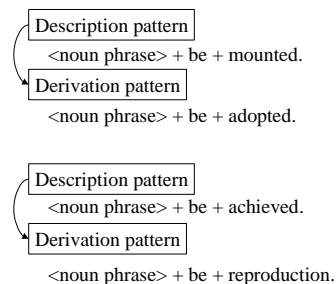 Description pattern
<noun phrase> + be + mounted.
Derivation pattern
<noun phrase> + be + adopted.
Description pattern
<noun phrase> + be + achieved.
Derivation pattern
<noun phrase> + be + reproduction.